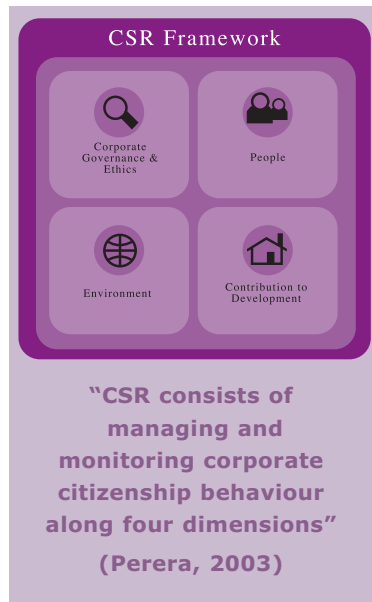 CSR Framework
Corporate
Governance &
Ethics
People
Environment
Contribution to
Development
“CSR consists of
managing and
monitoring corporate
citizenship behaviour
along four dimensions”
(Perera, 2003)